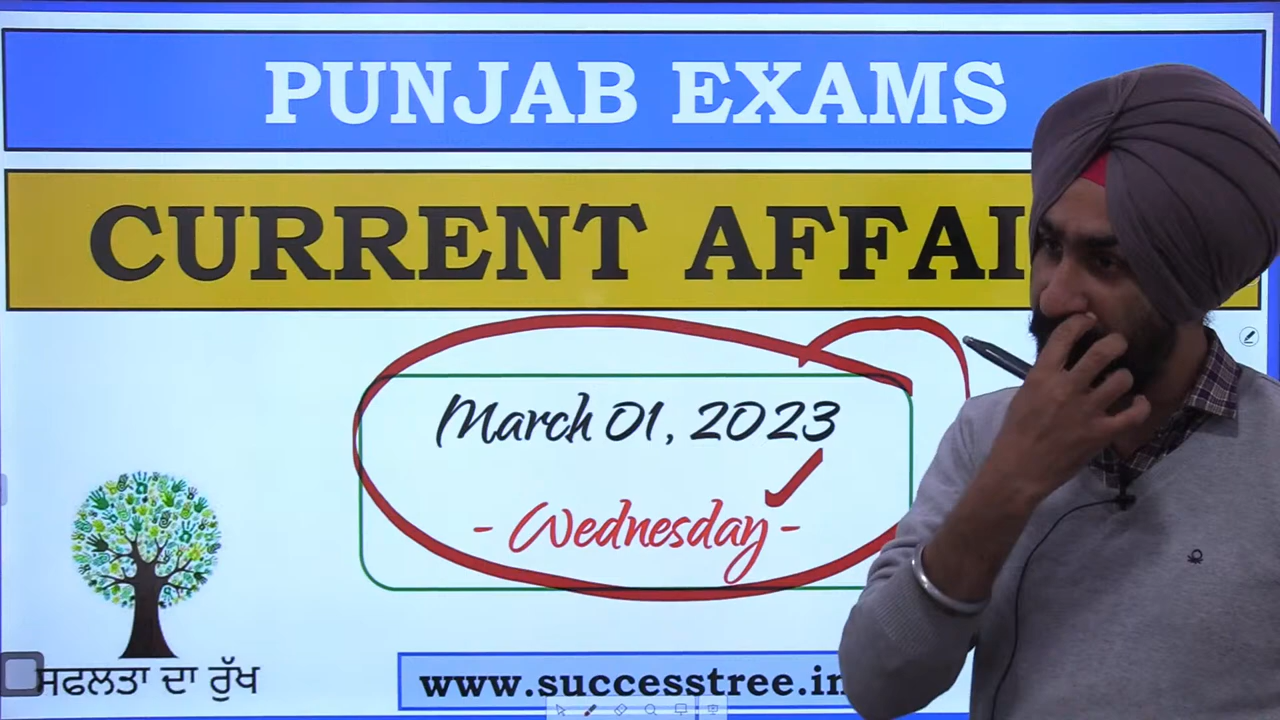 PUNJAB EXAMS
CURRENT AFFAI
March 01, 2023
- Wednesday -
ਸਫਲਤਾ ਦਾ ਰੁੱਖ
www.successtree.in